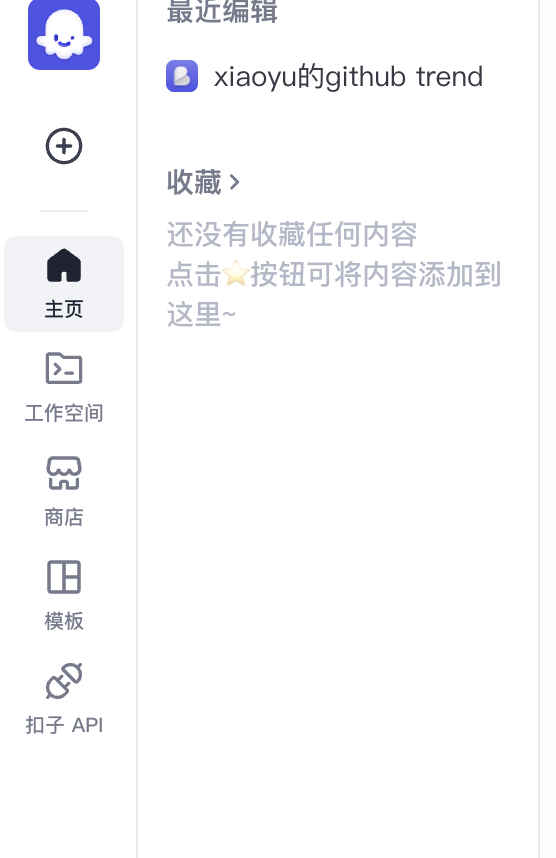 最近编辑
xiaoyu的github trend
收藏
还没有收藏任何内容
点击⭐按钮可将内容添加到
这里~
主页
工作空间
商店
模板
扣子 API